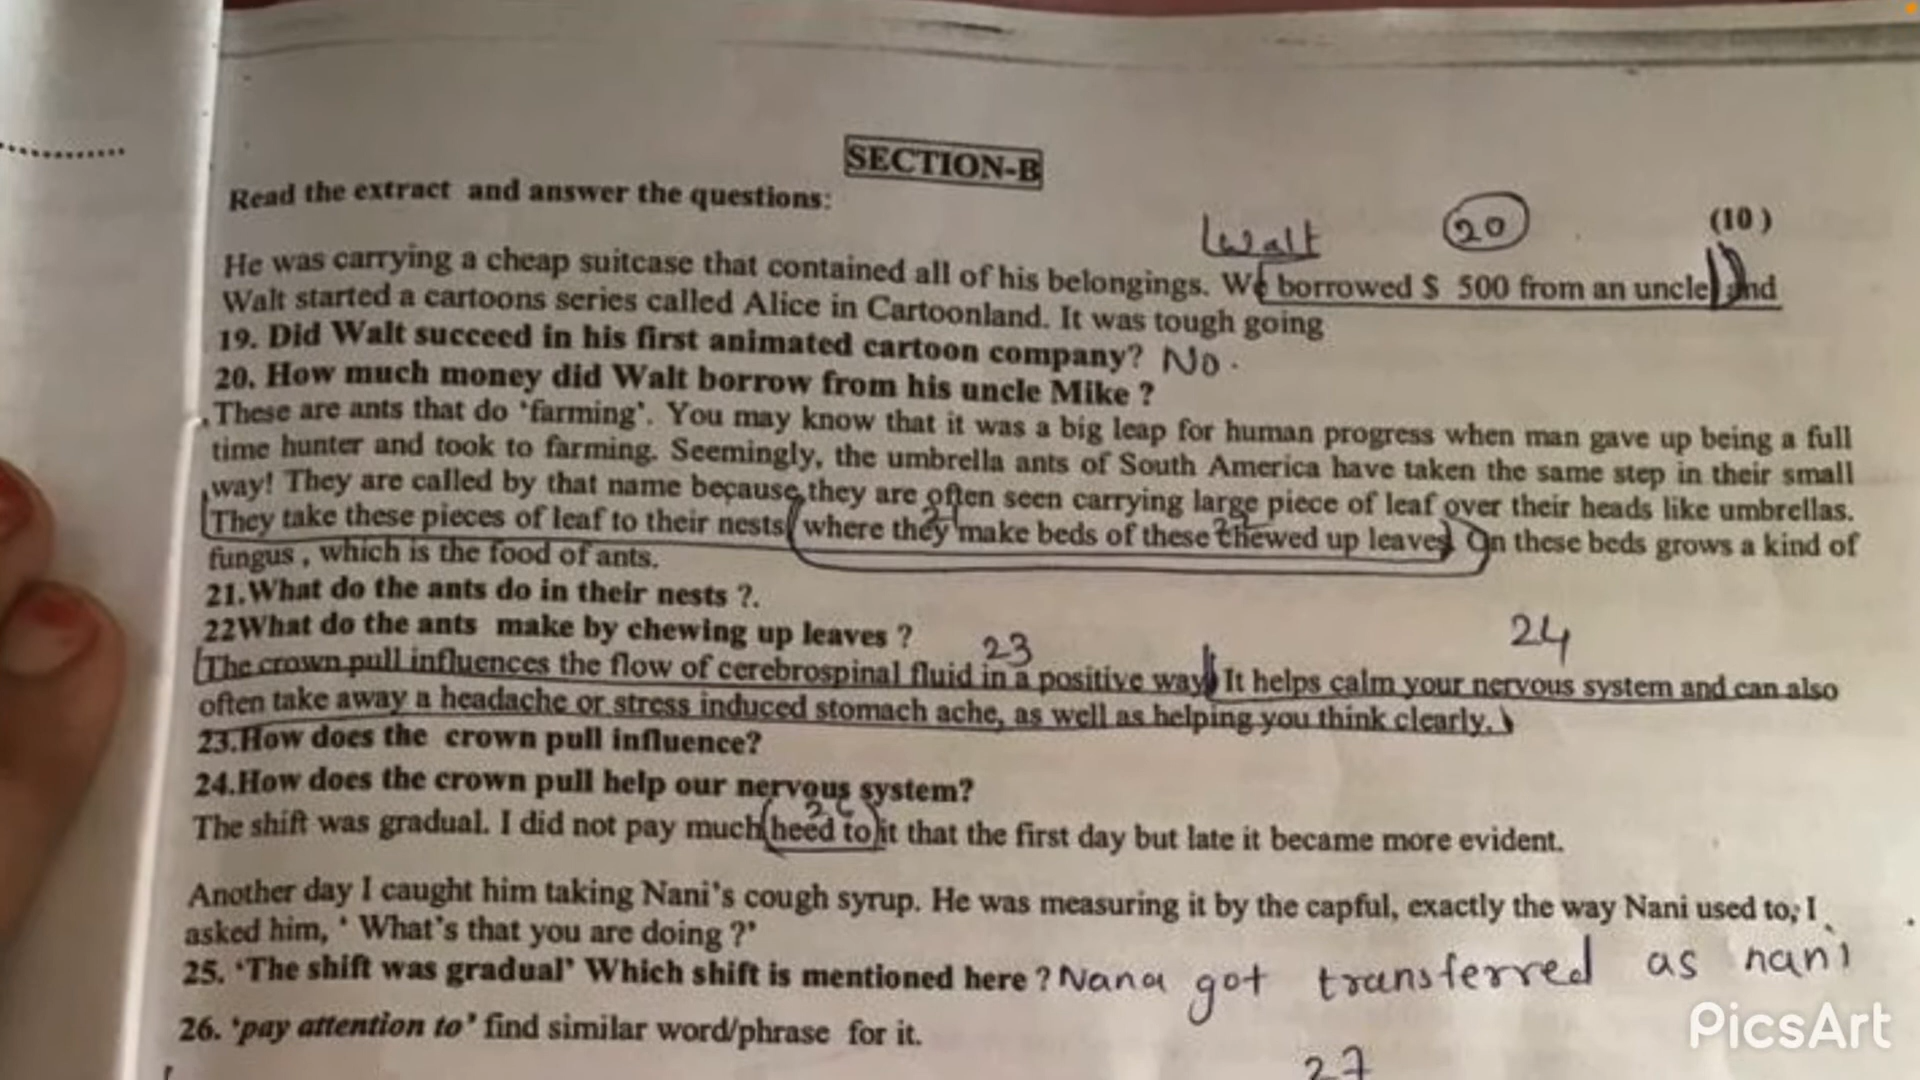 SECTION-B
Read the extract and answer the questions:
(10)
Walt
20
He was carrying a cheap suitcase that contained all of his belongings. We borrowed $ 500 from an uncle and
Walt started a cartoons series called Alice in Cartoonland. It was tough going
19. Did Walt succeed in his first animated cartoon company? No.
20. How much money did Walt borrow from his uncle Mike ?
These are ants that do 'farming'. You may know that it was a big leap for human progress when man gave up being a full
time hunter and took to farming. Seemingly, the umbrella ants of South America have taken the same step in their small
way! They are called by that name because they are often seen carrying large piece of leaf over their heads like umbrellas.
They take these pieces of leaf to their nests where they make beds of these chewed up leaves. On these beds grows a kind of
fungus , which is the food of ants.
21.What do the ants do in their nests ?.
22What do the ants make by chewing up leaves ?
23
24
The crown pull influences the flow of cerebrospinal fluid in a positive way. It helps calm your nervous system and can also
often take away a headache or stress induced stomach ache, as well as helping you think clearly.
23.How does the crown pull influence?
24.How does the crown pull help our nervous system?
The shift was gradual. I did not pay much heed to it that the first day but late it became more evident.
Another day I caught him taking Nani's cough syrup. He was measuring it by the capful, exactly the way Nani used to, I
asked him, ' What's that you are doing ?'
25. 'The shift was gradual' Which shift is mentioned here ? Nana got transferred as nani
26. 'pay attention to' find similar word/phrase for it.
27
PicsArt